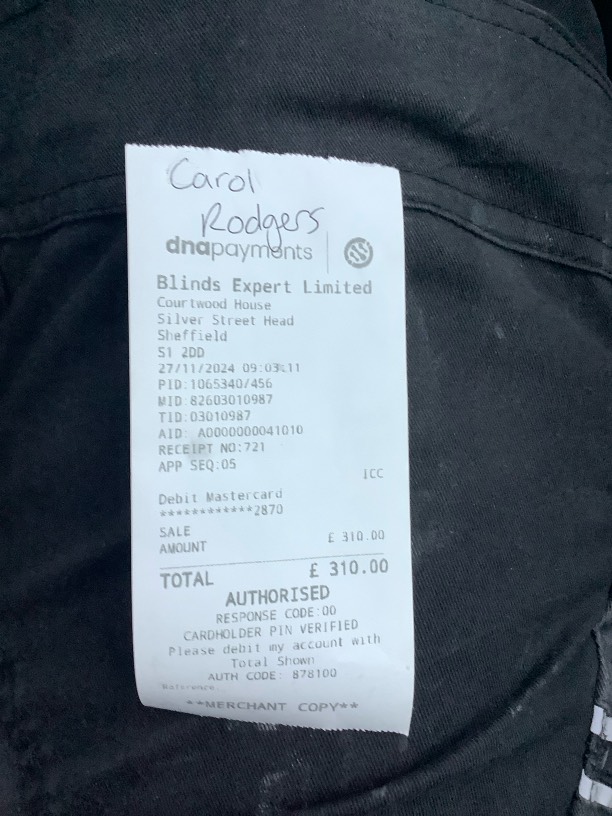 Carol
Rodgers
dnapayments
Blinds Expert Limited
Courtwood House
Silver Street Head
Sheffield
S1 2DD
27/11/2024 09:03:11
PID:1065340/456
MID:82603010987
TID:03010987
AID: A0000000041010
RECEIPT NO:721
APP SEQ:05
ICC
Debit Mastercard
************2870
SALE
AMOUNT £ 310.00
TOTAL £ 310.00
AUTHORISED
RESPONSE CODE:00
CARDHOLDER PIN VERIFIED
Please debit my account with
Total Shown
AUTH CODE: 878100
Reference:
**MERCHANT COPY**